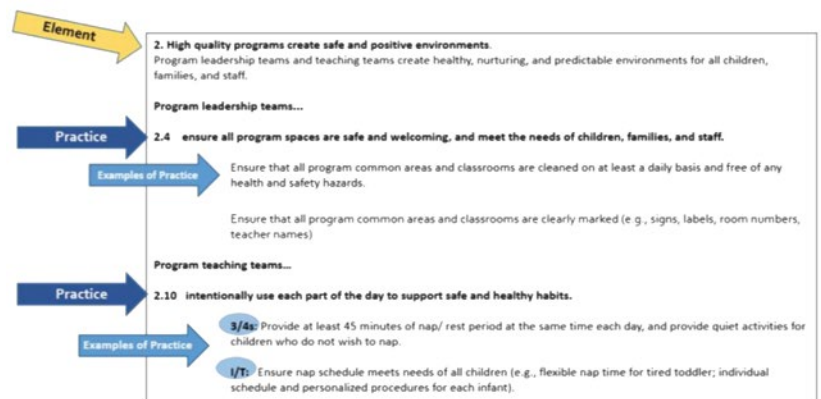 Element
2. High quality programs create safe and positive environments.
Program leadership teams and teaching teams create healthy, nurturing, and predictable environments for all children,
families, and staff.
Program leadership teams...
Practice
2.4 ensure all program spaces are safe and welcoming, and meet the needs of children, families, and staff.
Examples of Practice
Ensure that all program common areas and classrooms are cleaned on at least a daily basis and free of any
health and safety hazards.
Ensure that all program common areas and classrooms are clearly marked (e g., signs, labels, room numbers,
teacher names)
Program teaching teams...
Practice
2.10 intentionally use each part of the day to support safe and healthy habits.
Examples of Practice
3/4s: Provide at least 45 minutes of nap/ rest period at the same time each day, and provide quiet activities for
children who do not wish to nap.
I/T: Ensure nap schedule meets needs of all children (e.g., flexible nap time for tired toddler; individual
schedule and personalized procedures for each infant).